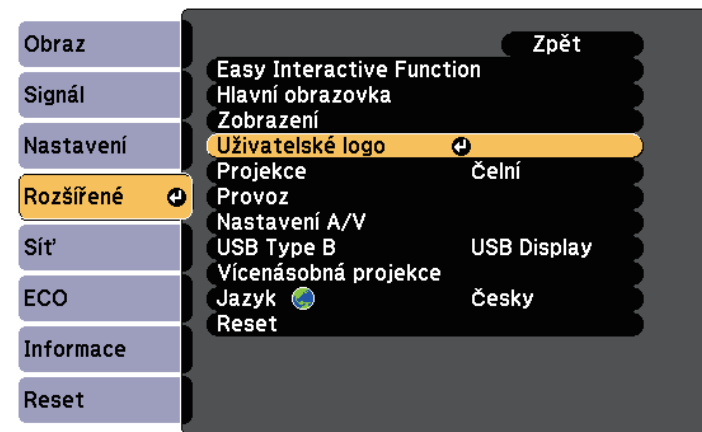 Obraz
Signál
Nastavení
Rozšířené
Síť
ECO
Informace
Reset
Zpět
Easy Interactive Function
Hlavní obrazovka
Zobrazení
Uživatelské logo
Projekce Čelní
Provoz
Nastavení A/V
USB Type B USB Display
Vícenásobná projekce
Jazyk Česky
Reset